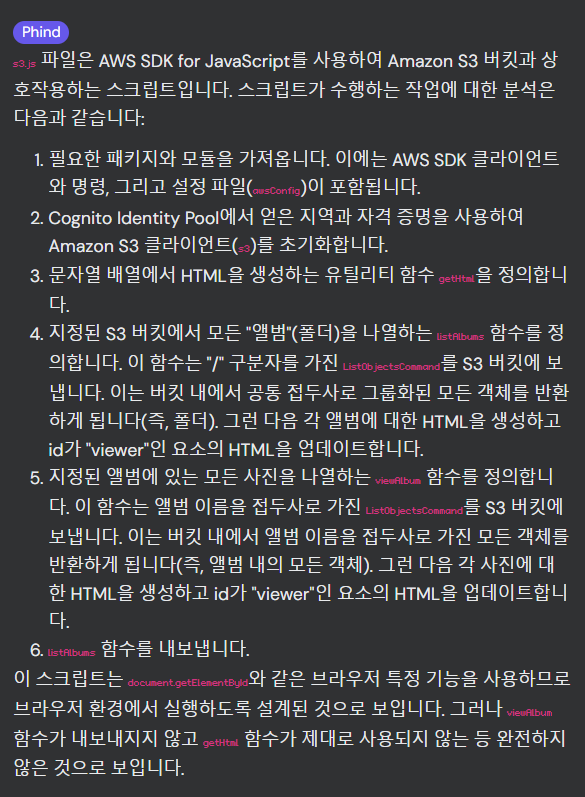 Phind
s3.js 파일은 AWS SDK for JavaScript를 사용하여 Amazon S3 버킷과 상
호작용하는 스크립트입니다. 스크립트가 수행하는 작업에 대한 분석은
다음과 같습니다:
1. 필요한 패키지와 모듈을 가져옵니다. 이에는 AWS SDK 클라이언트
와 명령, 그리고 설정 파일(awsConfig)이 포함됩니다.
2. Cognito Identity Pool에서 얻은 지역과 자격 증명을 사용하여
Amazon S3 클라이언트(s3)를 초기화합니다.
3. 문자열 배열에서 HTML을 생성하는 유틸리티 함수 getHtml을 정의합니
다.
4. 지정된 S3 버킷에서 모든 "앨범"(폴더)을 나열하는 listAlbums 함수를 정
의합니다. 이 함수는 "/" 구분자를 가진 ListObjectsCommand를 S3 버킷에 보
냅니다. 이는 버킷 내에서 공통 접두사로 그룹화된 모든 객체를 반환
하게 됩니다(즉, 폴더). 그런 다음 각 앨범에 대한 HTML을 생성하고
id가 "viewer"인 요소의 HTML을 업데이트합니다.
5. 지정된 앨범에 있는 모든 사진을 나열하는 viewAlbum 함수를 정의합니
다. 이 함수는 앨범 이름을 접두사로 가진 ListObjectsCommand를 S3 버킷에
보냅니다. 이는 버킷 내에서 앨범 이름을 접두사로 가진 모든 객체를
반환하게 됩니다(즉, 앨범 내의 모든 객체). 그런 다음 각 사진에 대
한 HTML을 생성하고 id가 "viewer"인 요소의 HTML을 업데이트합니
다.
6. listAlbums 함수를 내보냅니다.
이 스크립트는 document.getElementById와 같은 브라우저 특정 기능을 사용하므로
브라우저 환경에서 실행하도록 설계된 것으로 보입니다. 그러나 viewAlbum
함수가 내보내지지 않고 getHtml 함수가 제대로 사용되지 않는 등 완전하지
않은 것으로 보입니다.